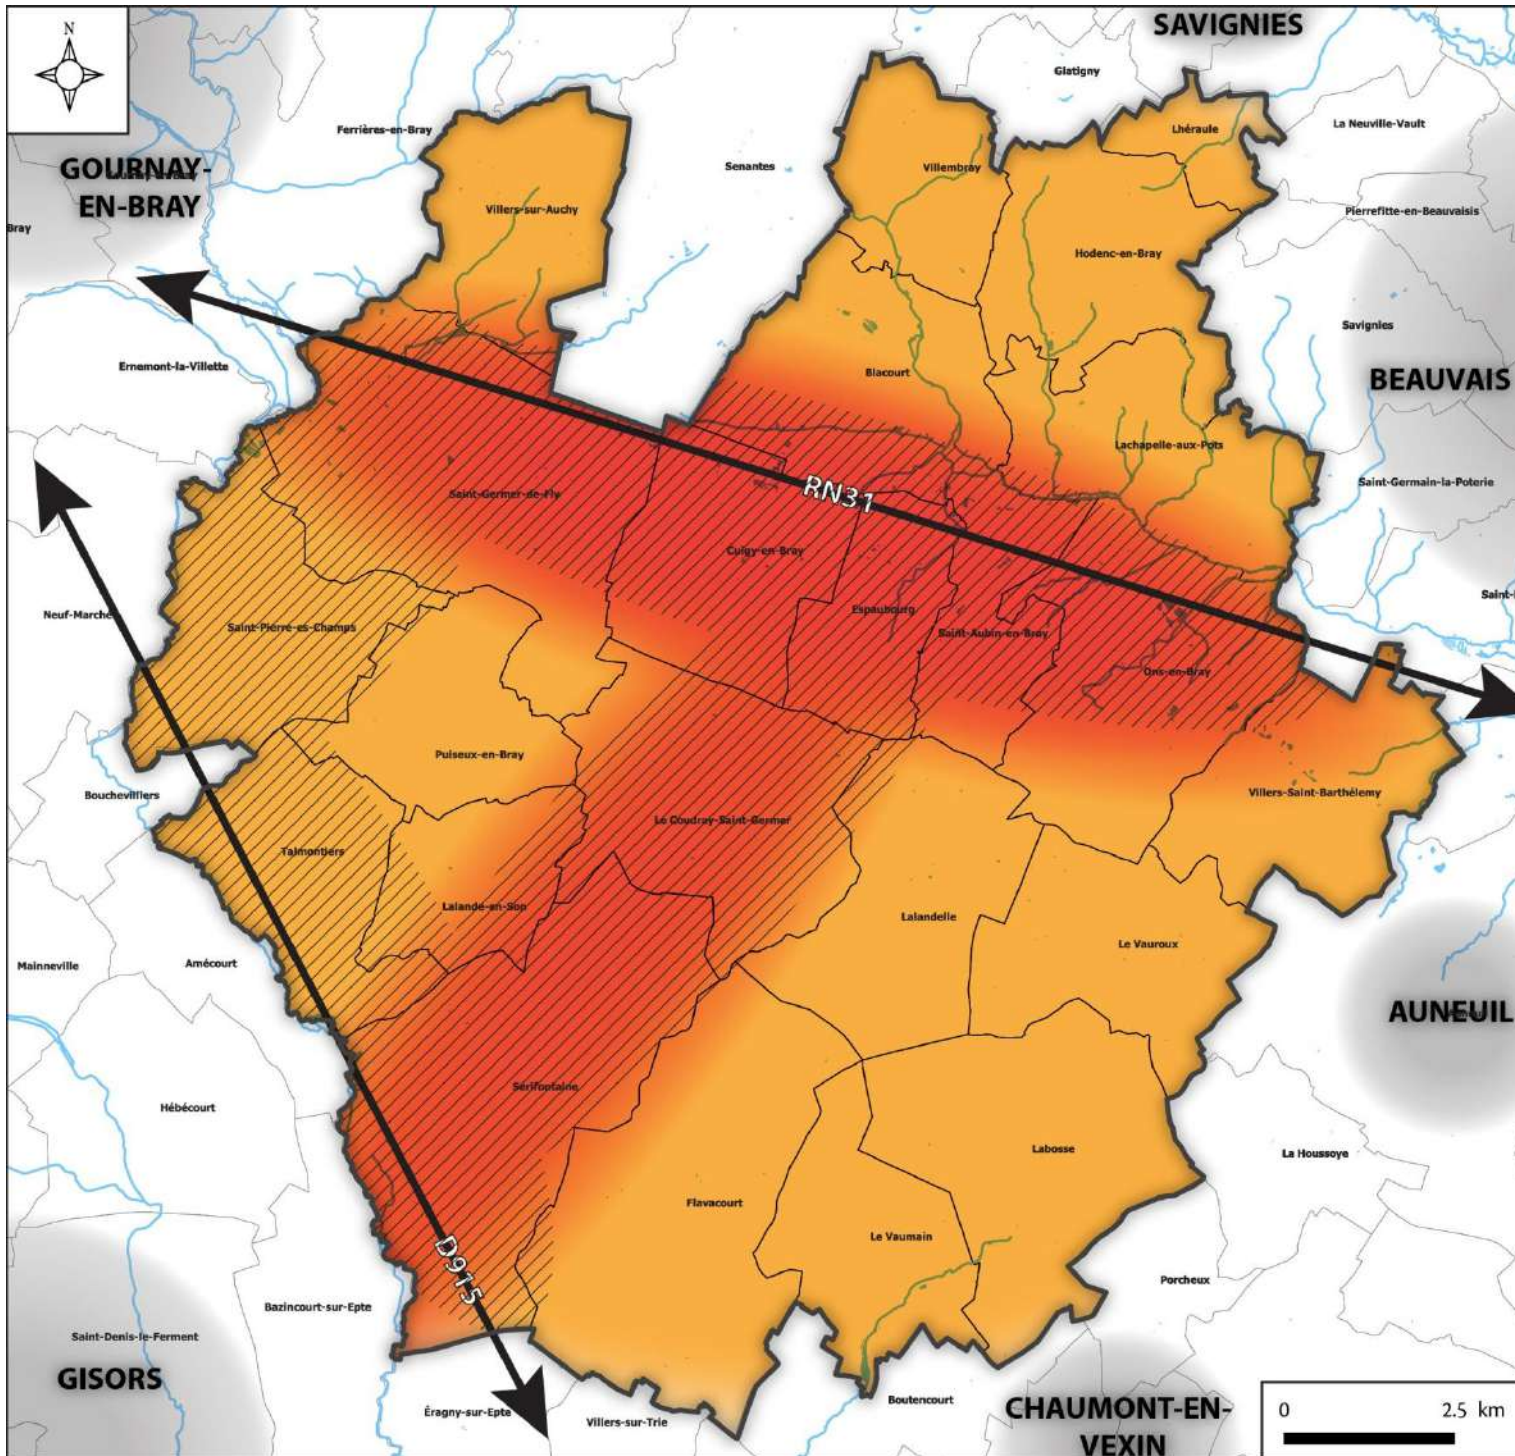 N
SAVIGNIES
Glatigny
Ferrières-en-Bray
La Neuville-Vault
Lhéraule
GOURNAY-
EN-BRAY
Senantes
Villembray
Villers-sur-Auchy
Pierrefitte-en-Beauvaisis
Bray
Hodenc-en-Bray
Savignies
Ernemont-la-Villette
Blacourt
BEAUVAIS
Lachapelle-aux-Pots
Saint-Germain-la-Poterie
Saint-Germer-de-Fly
RN31
Cuigy-en-Bray
Saint-
Neuf-Marché
Espaubourg
Saint-Pierre-es-Champs
Saint-Aubin-en-Bray
Ons-en-Bray
Puiseux-en-Bray
Bouchevilliers
Villers-Saint-Barthélemy
Le Coudray-Saint-Germer
Talmontiers
Lalande-en-Son
Lalandelle
Le Vauroux
Mainneville
Amécourt
AUNEUIL
Sérifontaine
Hébécourt
Labosse
La Houssoye
Flavacourt
Le Vaumain
D915
Porcheux
Bazincourt-sur-Epte
Saint-Denis-le-Ferment
GISORS
Boutencourt
Éragny-sur-Epte
Villers-sur-Trie
CHAUMONT-EN-
VEXIN
0 2.5 km